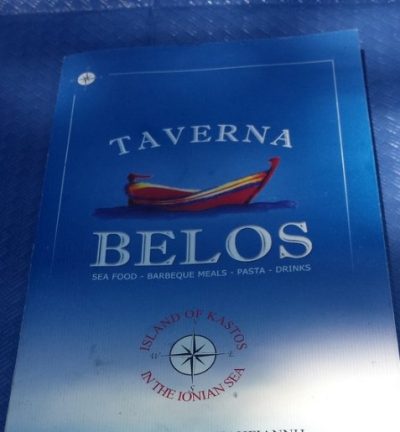 TAVERNA
BELOS
SEA FOOD - BARBEQUE MEALS - PASTA - DRINKS
ISLAND OF KASTOS
W E
S
IN THE IONIAN SEA